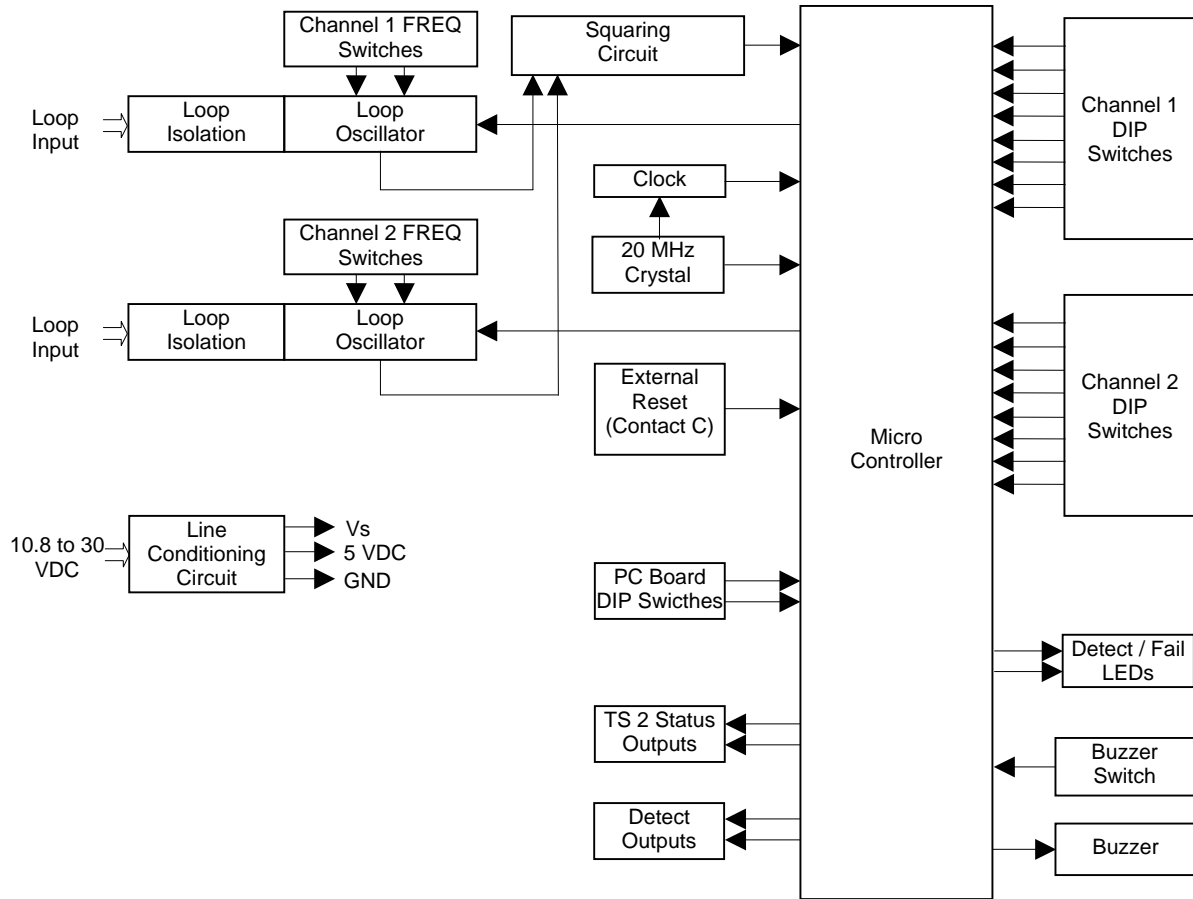 Channel 1 FREQ
Switches
Squaring
Circuit
Loop
Input
Loop
Isolation
Loop
Oscillator
Channel 1
DIP
Switches
Clock
Channel 2 FREQ
Switches
20 MHz
Crystal
Loop
Input
Loop
Isolation
Loop
Oscillator
External
Reset
(Contact C)
Channel 2
DIP
Switches
Micro
Controller
10.8 to 30
VDC
Line
Conditioning
Circuit
Vs
5 VDC
GND
PC Board
DIP Swicthes
Detect / Fail
LEDs
TS 2 Status
Outputs
Buzzer
Switch
Detect
Outputs
Buzzer